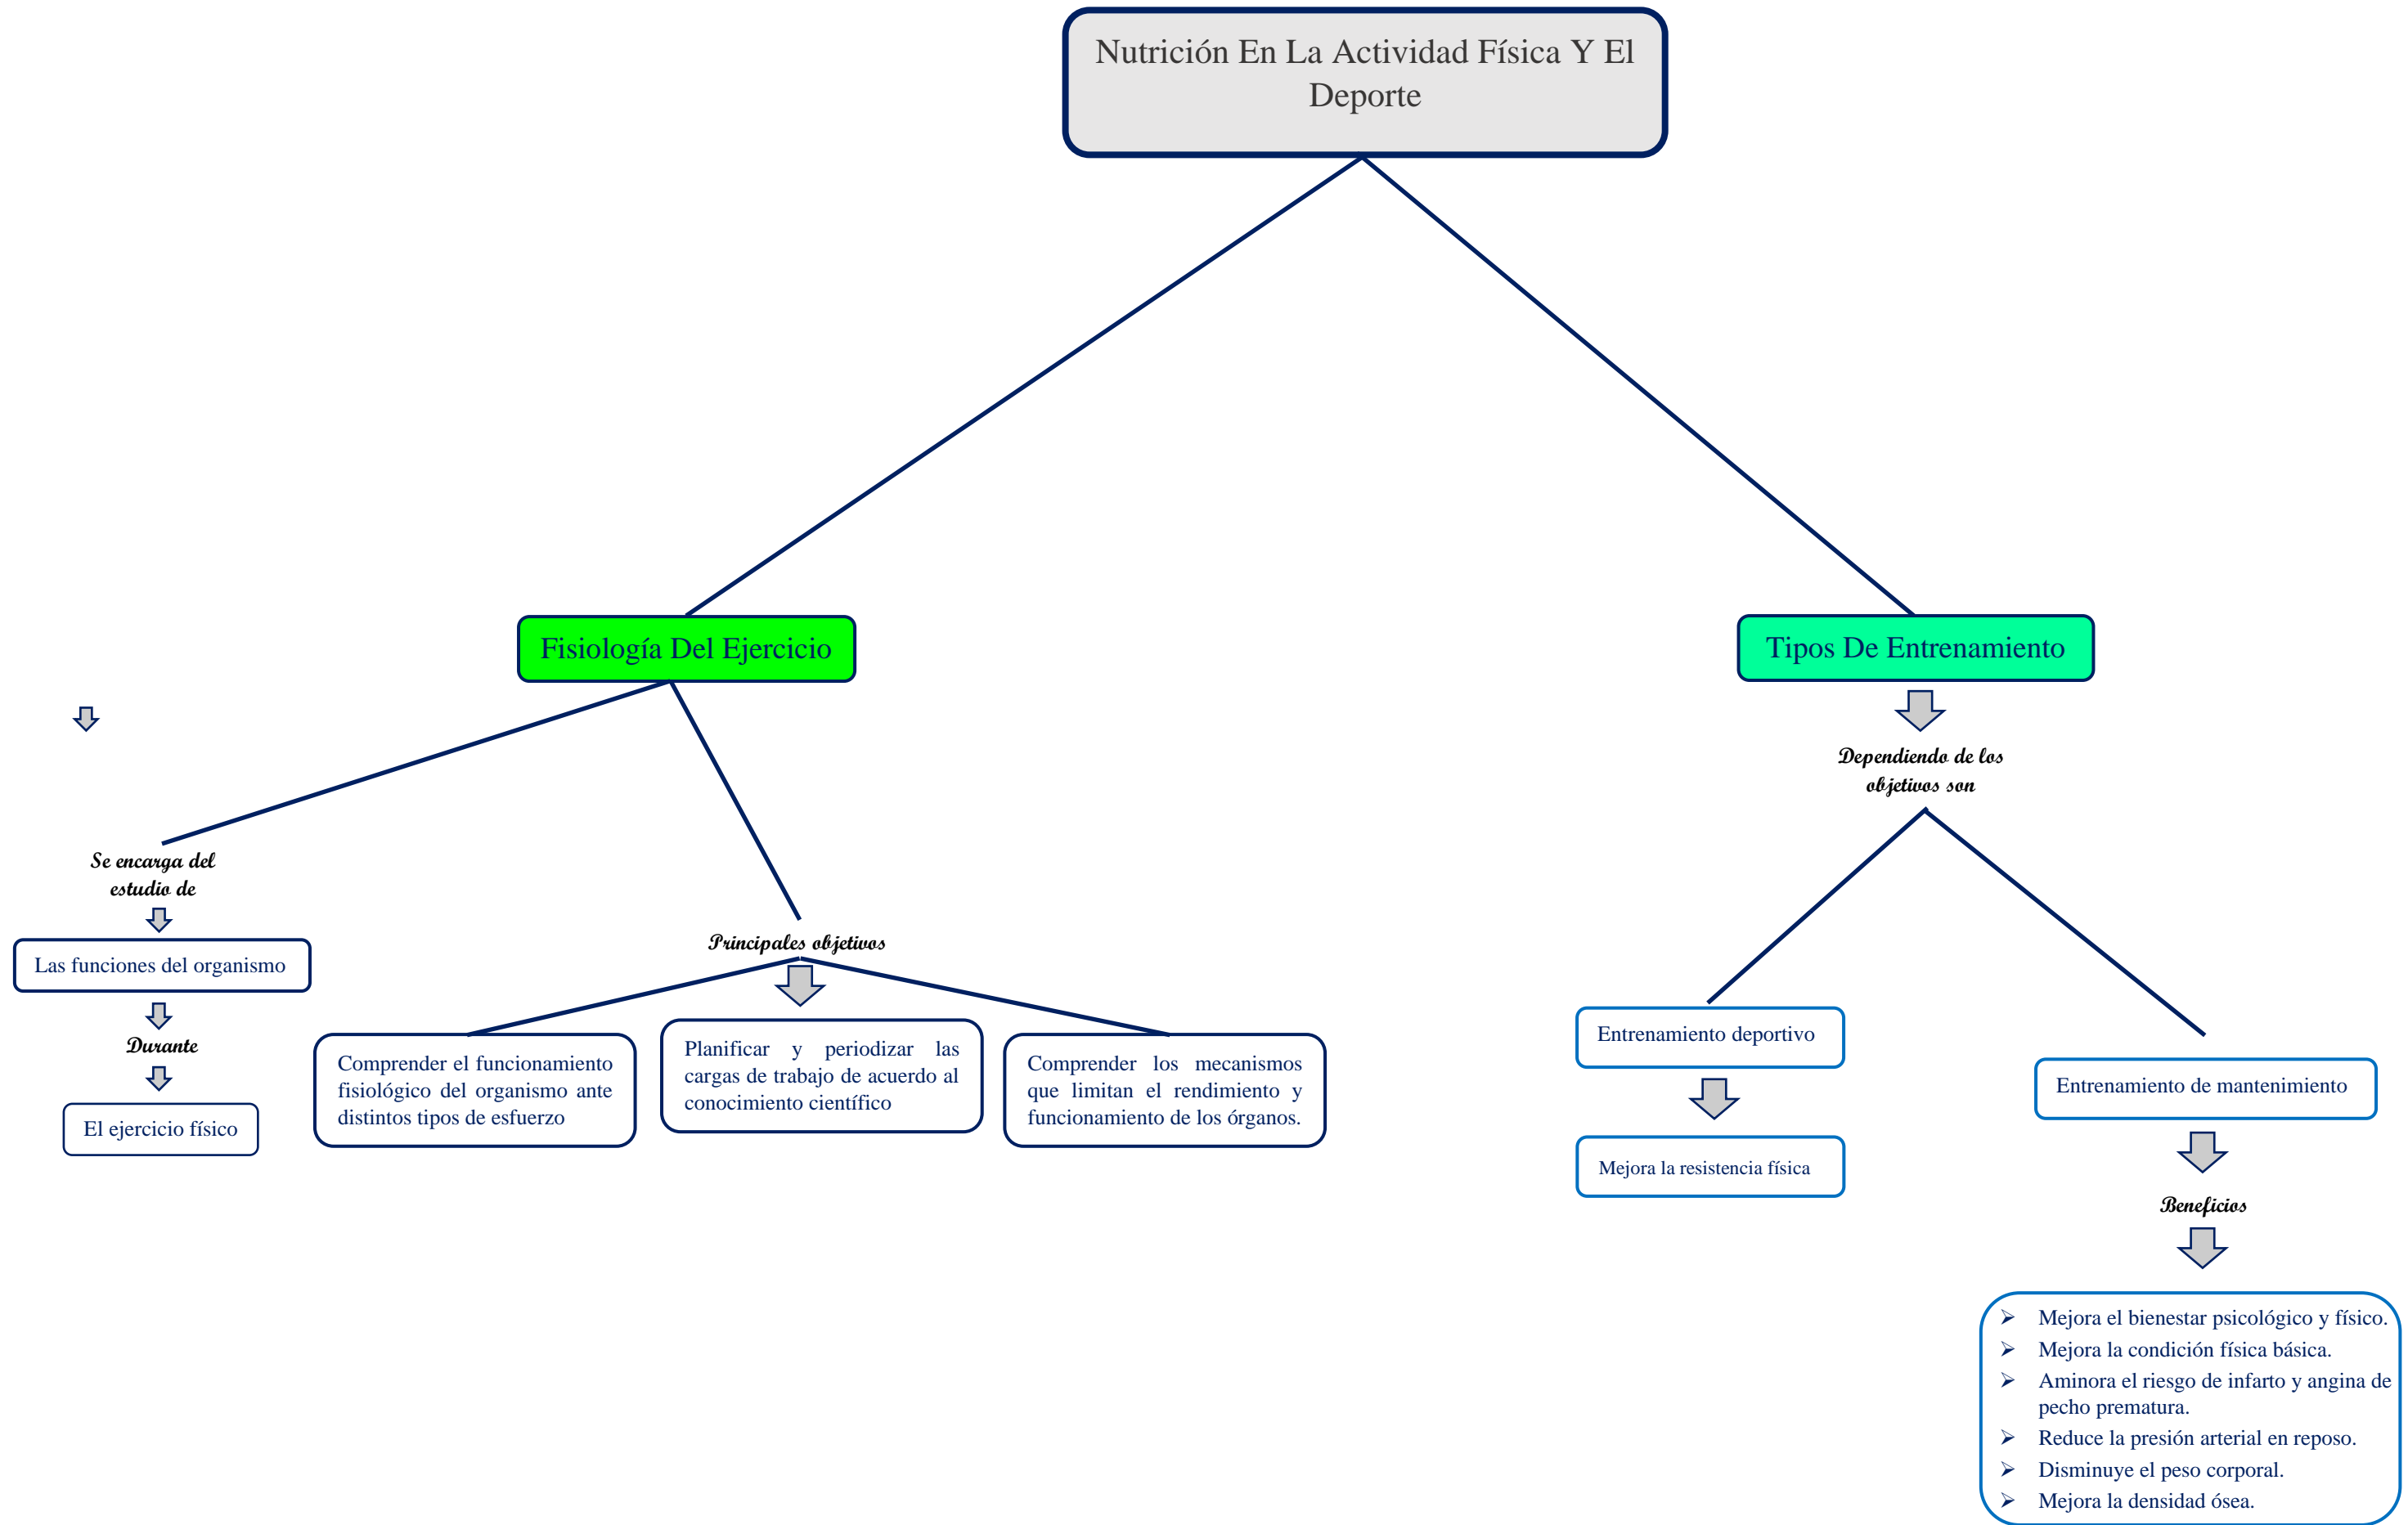 Nutrición En La Actividad Física Y El
Deporte
Fisiología Del Ejercicio
Tipos De Entrenamiento
Dependiendo de los
objetivos son
Se encarga del
estudio de
Las funciones del organismo
Durante
El ejercicio físico
Principales objetivos
Comprender el funcionamiento
fisiológico del organismo ante
distintos tipos de esfuerzo
Planificar y periodizar las
cargas de trabajo de acuerdo al
conocimiento científico
Comprender los mecanismos
que limitan el rendimiento y
funcionamiento de los órganos.
Entrenamiento deportivo
Mejora la resistencia física
Entrenamiento de mantenimiento
Beneficios
➢ Mejora el bienestar psicológico y físico.
➢ Mejora la condición física básica.
➢ Aminora el riesgo de infarto y angina de
pecho prematura.
➢ Reduce la presión arterial en reposo.
➢ Disminuye el peso corporal.
➢ Mejora la densidad ósea.